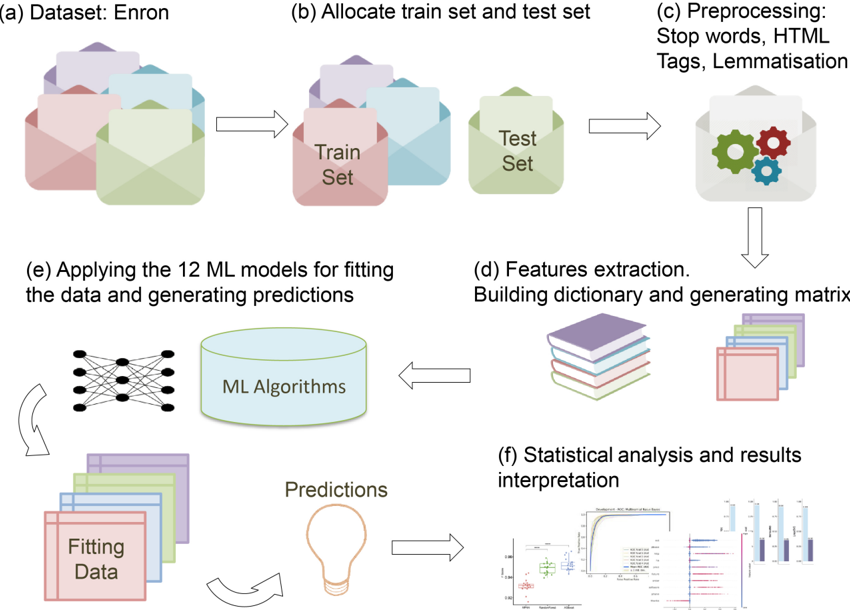 (a) Dataset: Enron
(b) Allocate train set and test set
(c) Preprocessing:
Stop words, HTML
Tags, Lemmatisation
Train
Set
Test
Set
(d) Features extraction.
Building dictionary and generating matrix
(e) Applying the 12 ML models for fitting
the data and generating predictions
ML Algorithms
Fitting
Data
Predictions
(f) Statistical analysis and results
interpretation